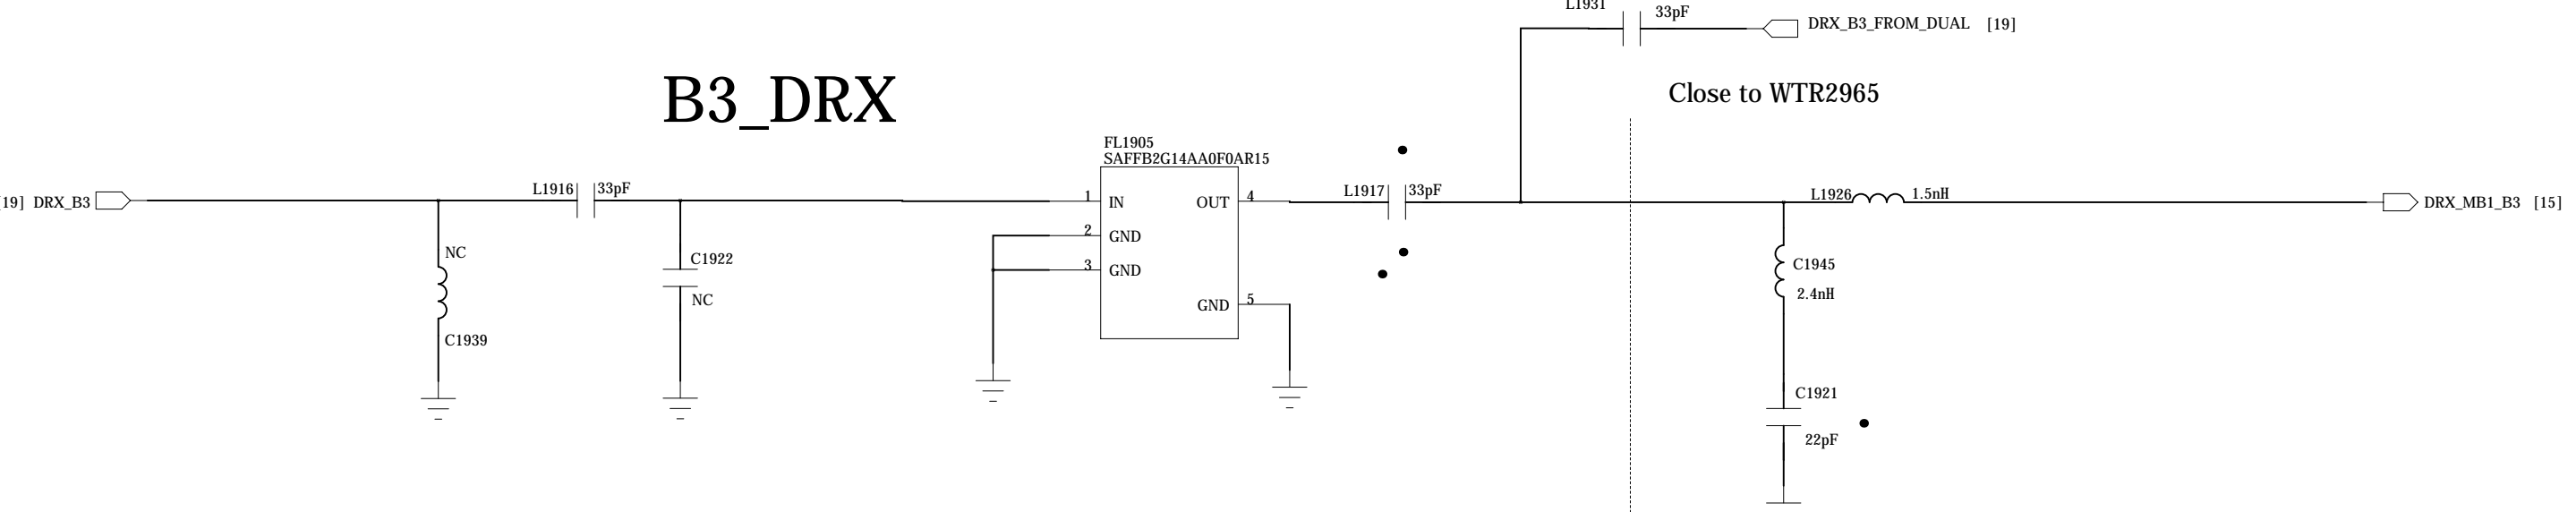 L1931
33pF
DRX_B3_FROM_DUAL [19]
B3_DRX
Close to WTR2965
FL1905
SAFFB2G14AA0F0AR15
[19] DRX_B3
L1916
33pF
1
IN
OUT
4
L1917
33pF
L1926
1.5nH
DRX_MB1_B3 [15]
2
GND
3
GND
GND
5
NC
C1939
C1922
NC
C1945
2.4nH
C1921
22pF